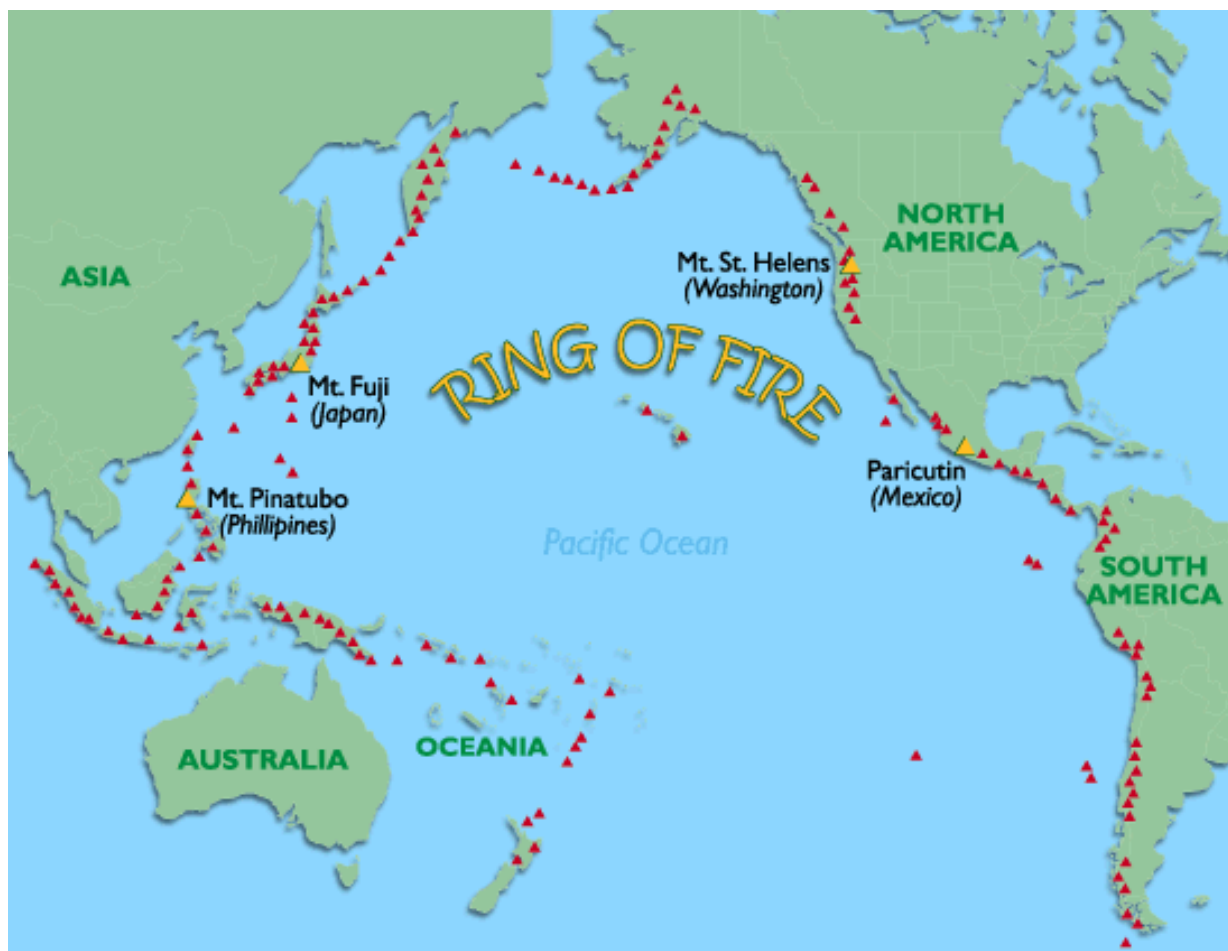 NORTH
AMERICA
ASIA
Mt. St. Helens
(Washington)
RING OF FIRE
Mt. Fuji
(Japan)
Paricutin
(Mexico)
Mt. Pinatubo
(Phillipines)
Pacific Ocean
SOUTH
AMERICA
OCEANIA
AUSTRALIA